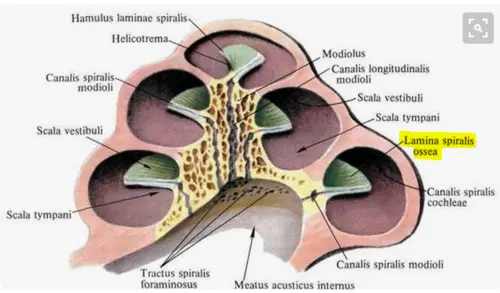 Hamulus laminae spiralis
Helicotrema
Canalis spiralis
modioli
Scala vestibuli
Scala tympani
Modiolus
Canalis longitudinalis
modioli
Scala vestibuli
Scala tympani
Lamina spiralis
ossea
Canalis spiralis
cochleae
Canalis spiralis modioli
Tractus spiralis
foraminosus
Meatus acusticus internus